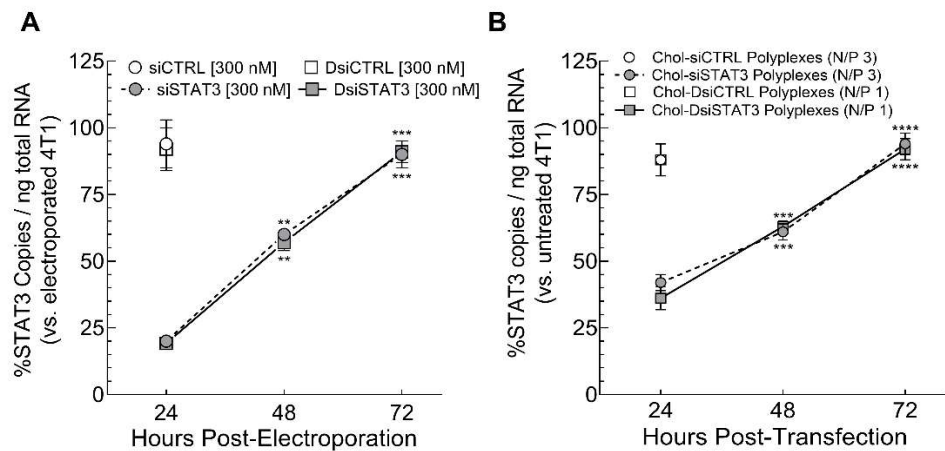 A
%STAT3 Copies / ng total RNA
(vs. electroporated 4T1)
125
100
75
50
25
0
siCTRL [300 nM]
DsiCTRL [300 nM]
siSTAT3 [300 nM]
DsiSTAT3 [300 nM]
**
**
***
***
24
48
72
Hours Post-Electroporation
B
%STAT3 copies / ng total RNA
(vs. untreated 4T1)
125
100
75
50
25
0
Chol-siCTRL Polyplexes (N/P 3)
Chol-siSTAT3 Polyplexes (N/P 3)
Chol-DsiCTRL Polyplexes (N/P 1)
Chol-DsiSTAT3 Polyplexes (N/P 1)
***
***
****
****
24
48
72
Hours Post-Transfection